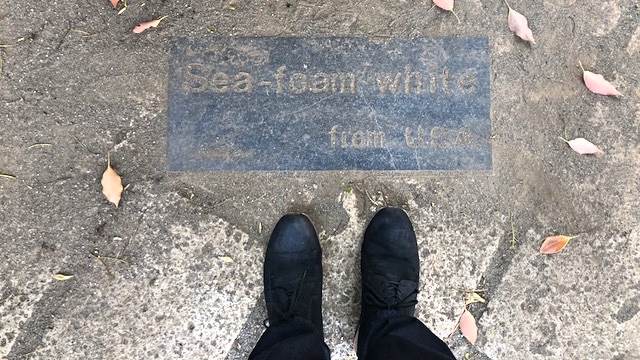 Sea-foam white
from U.S.A.